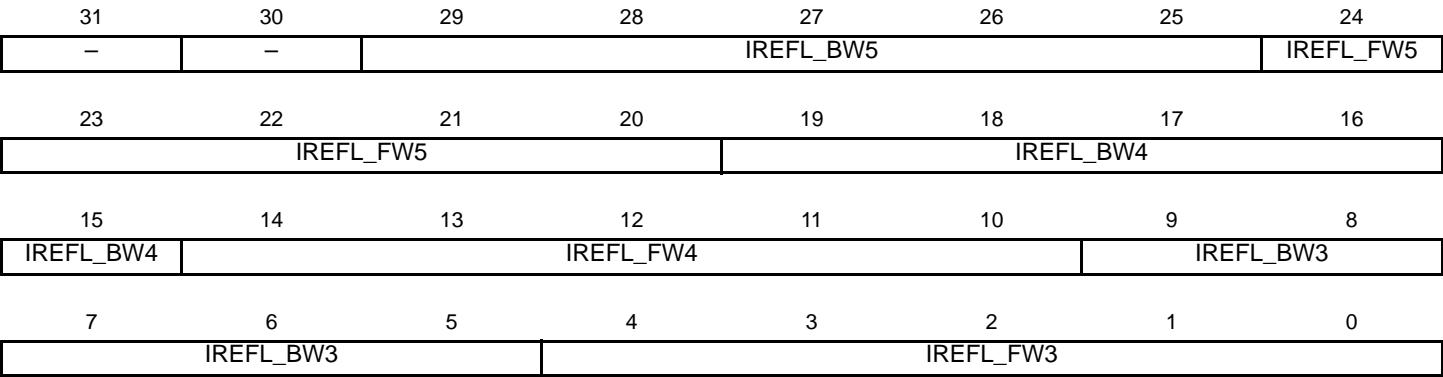 31 30 29 28 27 26 25 24
– – IREFL_BW5 IREFL_FW5
23 22 21 20 19 18 17 16
IREFL_FW5 IREFL_BW4
15 14 13 12 11 10 9 8
IREFL_BW4 IREFL_FW4 IREFL_BW3
7 6 5 4 3 2 1 0
IREFL_BW3 IREFL_FW3